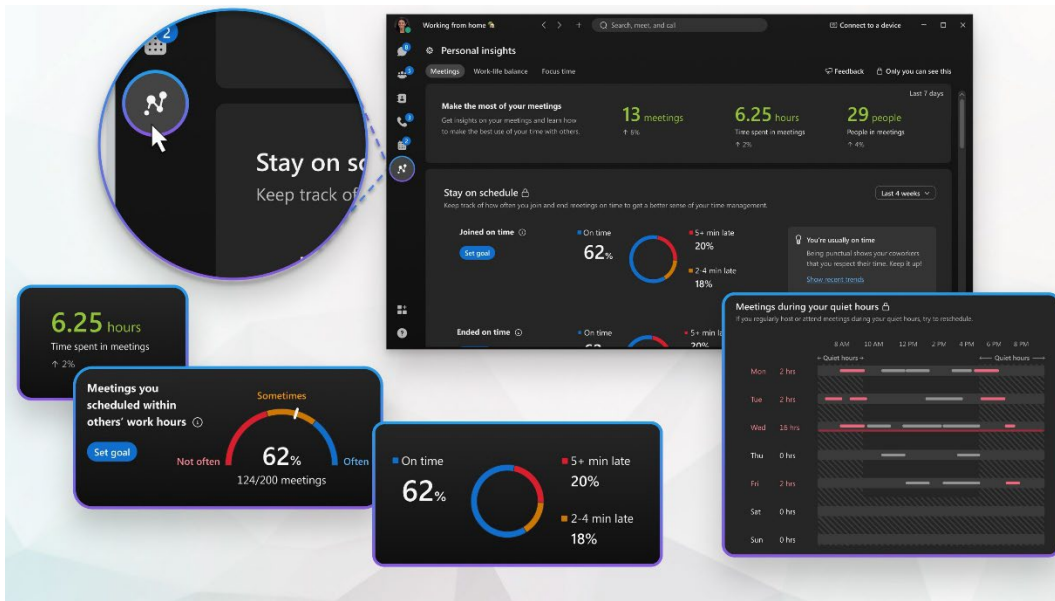 2
Stay on sc
Keep track of
Working from home
Search, meet, and call
Connect to a device
Personal insights
Meetings Work-life balance Focus time
Feedback Only you can see this
Last 7 days
Make the most of your meetings
Get insights on your meetings and learn how
to make the best use of your time with others.
13 meetings
↑ 6%
6.25 hours
Time spent in meetings
↑ 2%
29 people
People in meetings
↑ 4%
Stay on schedule
Keep track of how often you join and end meetings on time to get a better sense of your time management.
Last 4 weeks
Joined on time
Set goal
On time
62%
5+ min late
20%
2-4 min late
18%
You're usually on time
Being punctual shows your coworkers
that you respect their time. Keep it up!
Show recent trends
Ended on time
On time
5+ min la
6.25 hours
Time spent in meetings
↑ 2%
Meetings you
scheduled within
others' work hours
Set goal
Sometimes
Not often
Often
62%
124/200 meetings
On time
62%
5+ min late
20%
2-4 min late
18%
Meetings during your quiet hours
If you regularly host or attend meetings during your quiet hours, try to reschedule.
8 AM 10 AM 12 PM 2 PM 4 PM 6 PM 8 PM
Quiet hours
Quiet hours
Mon 2 hrs
Tue 2 hrs
Wed 18 hrs
Thu 0 hrs
Fri 2 hrs
Sat 0 hrs
Sun 0 hrs